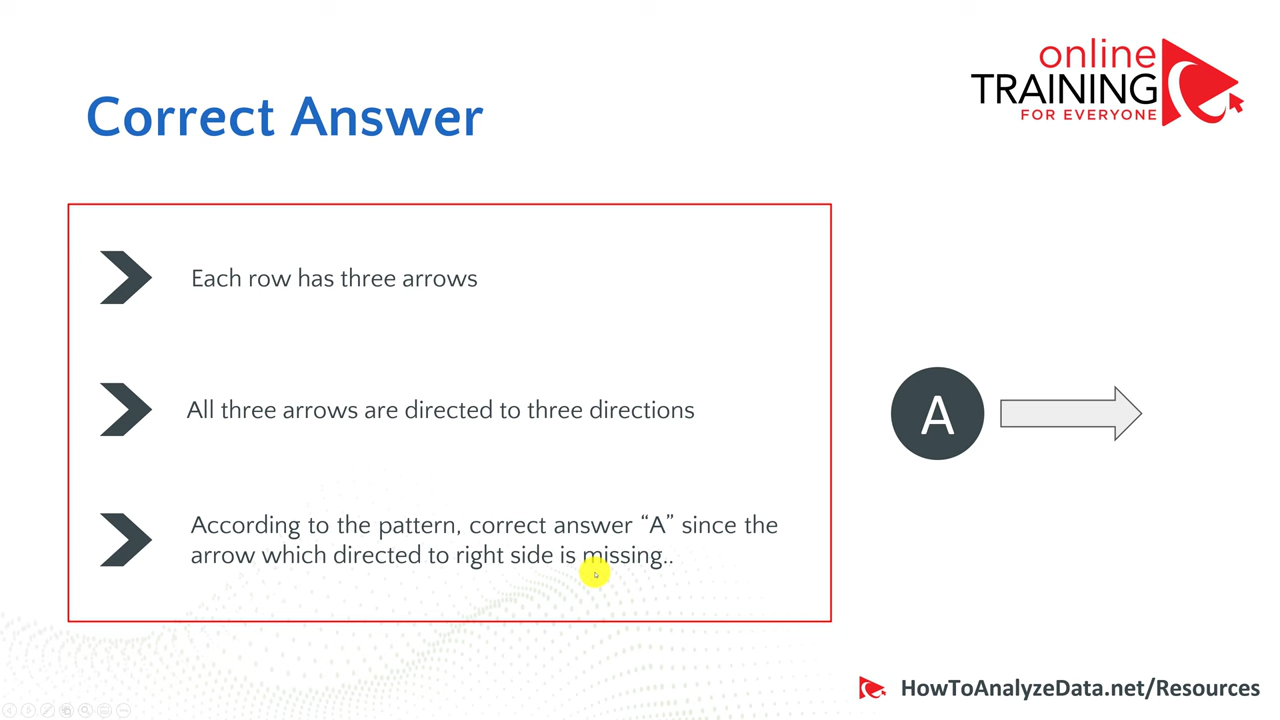 online
TRAINING
FOR EVERYONE
Correct Answer
Each row has three arrows
All three arrows are directed to three directions
According to the pattern, correct answer “A” since the
arrow which directed to right side is missing..
A
HowToAnalyzeData.net/Resources